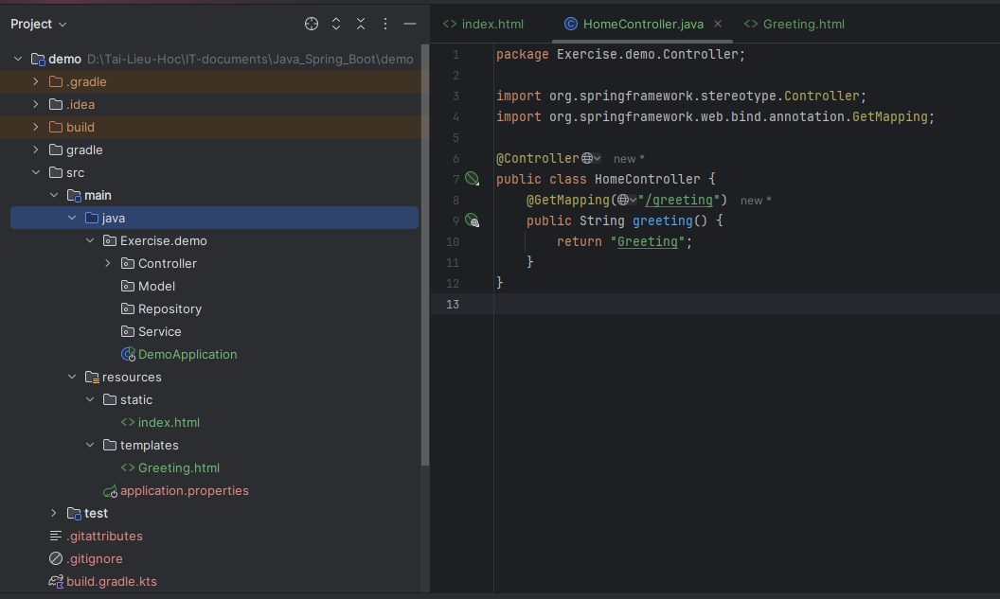 Project
demo D:\Tai-Lieu-Hoc\IT-documents\Java_Spring_Boot\demo
.gradle
.idea
build
gradle
src
main
java
Exercise.demo
Controller
Model
Repository
Service
DemoApplication
resources
static
index.html
templates
Greeting.html
application.properties
test
.gitattributes
.gitignore
build.gradle.kts
index.html HomeController.java Greeting.html
1 package Exercise.demo.Controller;
2
3 import org.springframework.stereotype.Controller;
4 import org.springframework.web.bind.annotation.GetMapping;
5
6 @Controller new *
7 public class HomeController {
8 @GetMapping("/greeting") new *
9 public String greeting() {
10 return "Greeting";
11 }
12 }
13